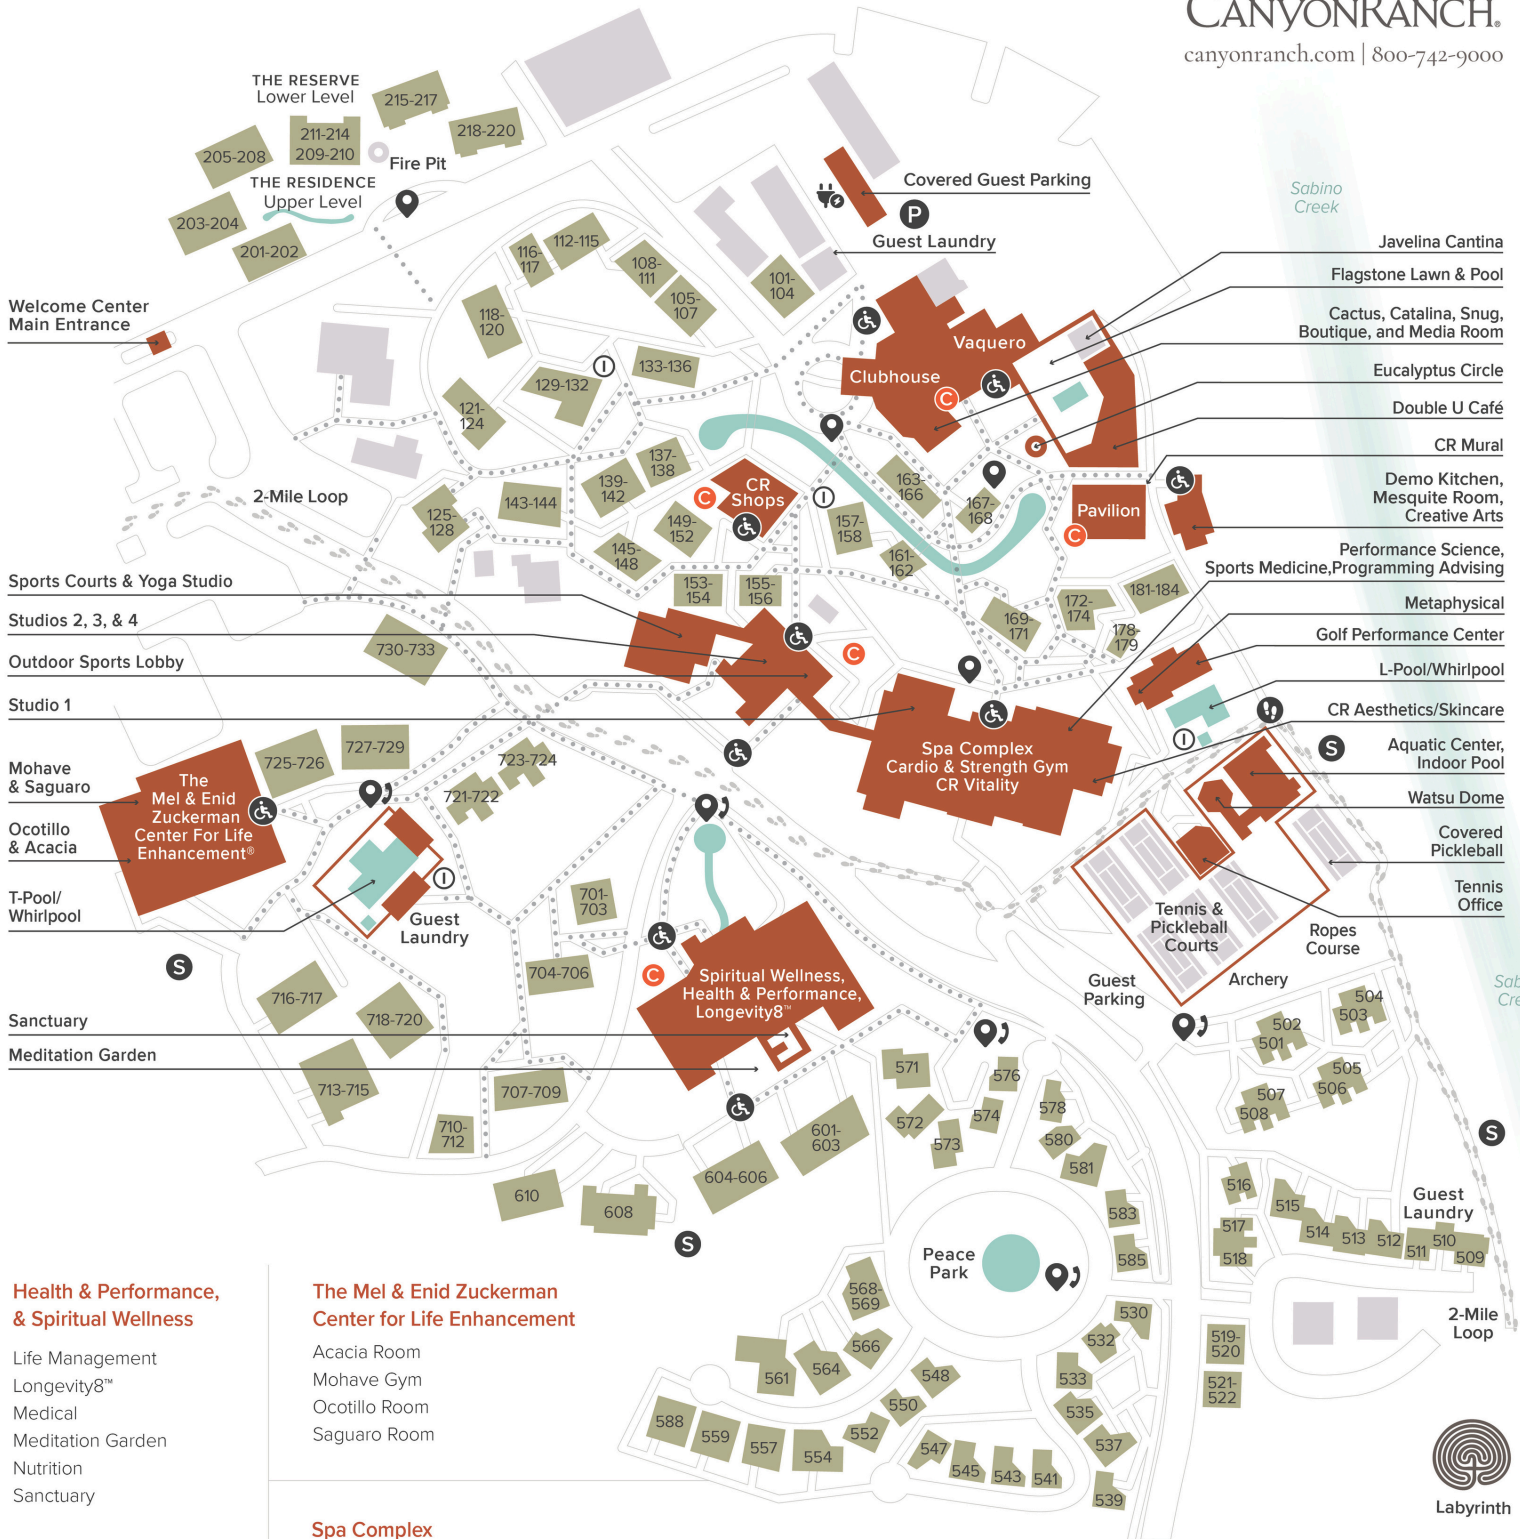 CANYONRANCH®
canyonranch.com | 800-742-9000
THE RESERVE
Lower Level
215-217
218-220
211-214
209-210
205-208
Fire Pit
THE RESIDENCE
Upper Level
203-204
201-202
Covered Guest Parking
P
Guest Laundry
Sabino
Creek
Javelina Cantina
Flagstone Lawn & Pool
Cactus, Catalina, Snug,
Boutique, and Media Room
Eucalyptus Circle
Double U Café
CR Mural
Demo Kitchen,
Mesquite Room,
Creative Arts
Performance Science,
Sports Medicine,Programming Advising
Metaphysical
Golf Performance Center
L-Pool/Whirlpool
CR Aesthetics/Skincare
Aquatic Center,
Indoor Pool
Watsu Dome
Covered
Pickleball
Tennis
Office
Welcome Center
Main Entrance
116-
117
112-115
108-
111
105-
107
101-
104
118-
120
I
133-136
129-132
121-
124
Vaquero
Clubhouse
C
2-Mile Loop
137-
138
139-
142
143-144
125-
128
CR
Shops
C
I
149-
152
145-
148
157-
158
163-
166
167-
168
161-
162
Pavilion
C
153-
154
155-
156
169-
171
172-
174
181-184
178-
179
Sports Courts & Yoga Studio
Studios 2, 3, & 4
Outdoor Sports Lobby
Studio 1
730-733
C
Mohave
& Saguaro
Ocotillo
& Acacia
T-Pool/
Whirlpool
The
Mel & Enid
Zuckerman
Center For Life
Enhancement®
725-726
727-729
723-724
721-722
I
Guest
Laundry
Spa Complex
Cardio & Strength Gym
CR Vitality
I
S
Tennis &
Pickleball
Courts
Ropes
Course
Archery
Guest
Parking
Sab
Cre
S
701-
703
704-706
C
Spiritual Wellness,
Health & Performance,
Longevity8™
716-717
718-720
713-715
707-709
710-
712
Sanctuary
Meditation Garden
571
572
573
574
576
578
580
581
583
585
601-
603
604-606
610
608
S
504
503
502
501
505
506
507
508
S
516
515
514
513
512
511
510
509
517
518
Guest
Laundry
Peace
Park
568-
569
566
564
561
530
532
533
535
537
539
519-
520
521-
522
2-Mile
Loop
548
550
552
554
557
559
588
547
545
543
541
Labyrinth
Health & Performance,
& Spiritual Wellness
Life Management
Longevity8™
Medical
Meditation Garden
Nutrition
Sanctuary
The Mel & Enid Zuckerman
Center for Life Enhancement
Acacia Room
Mohave Gym
Ocotillo Room
Saguaro Room
Spa Complex